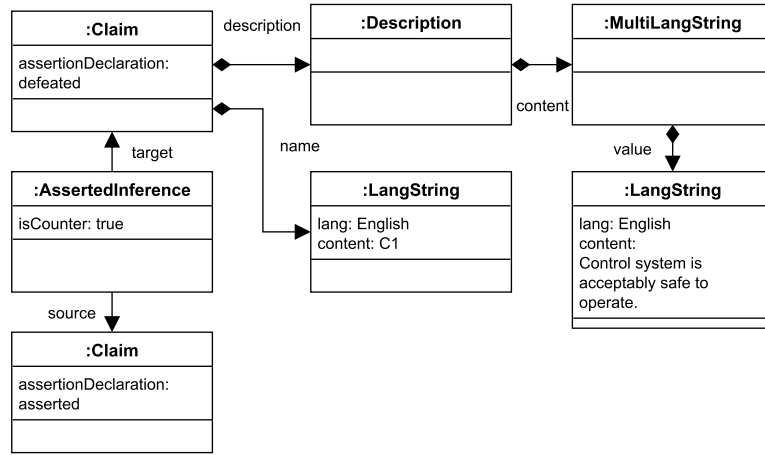 :Claim
assertionDeclaration:
defeated
description
:Description
content
:MultiLangString
name
value
target
:AssertedInference
isCounter: true
:LangString
lang: English
content: C1
:LangString
lang: English
content:
Control system is
acceptably safe to
operate.
source
:Claim
assertionDeclaration:
asserted